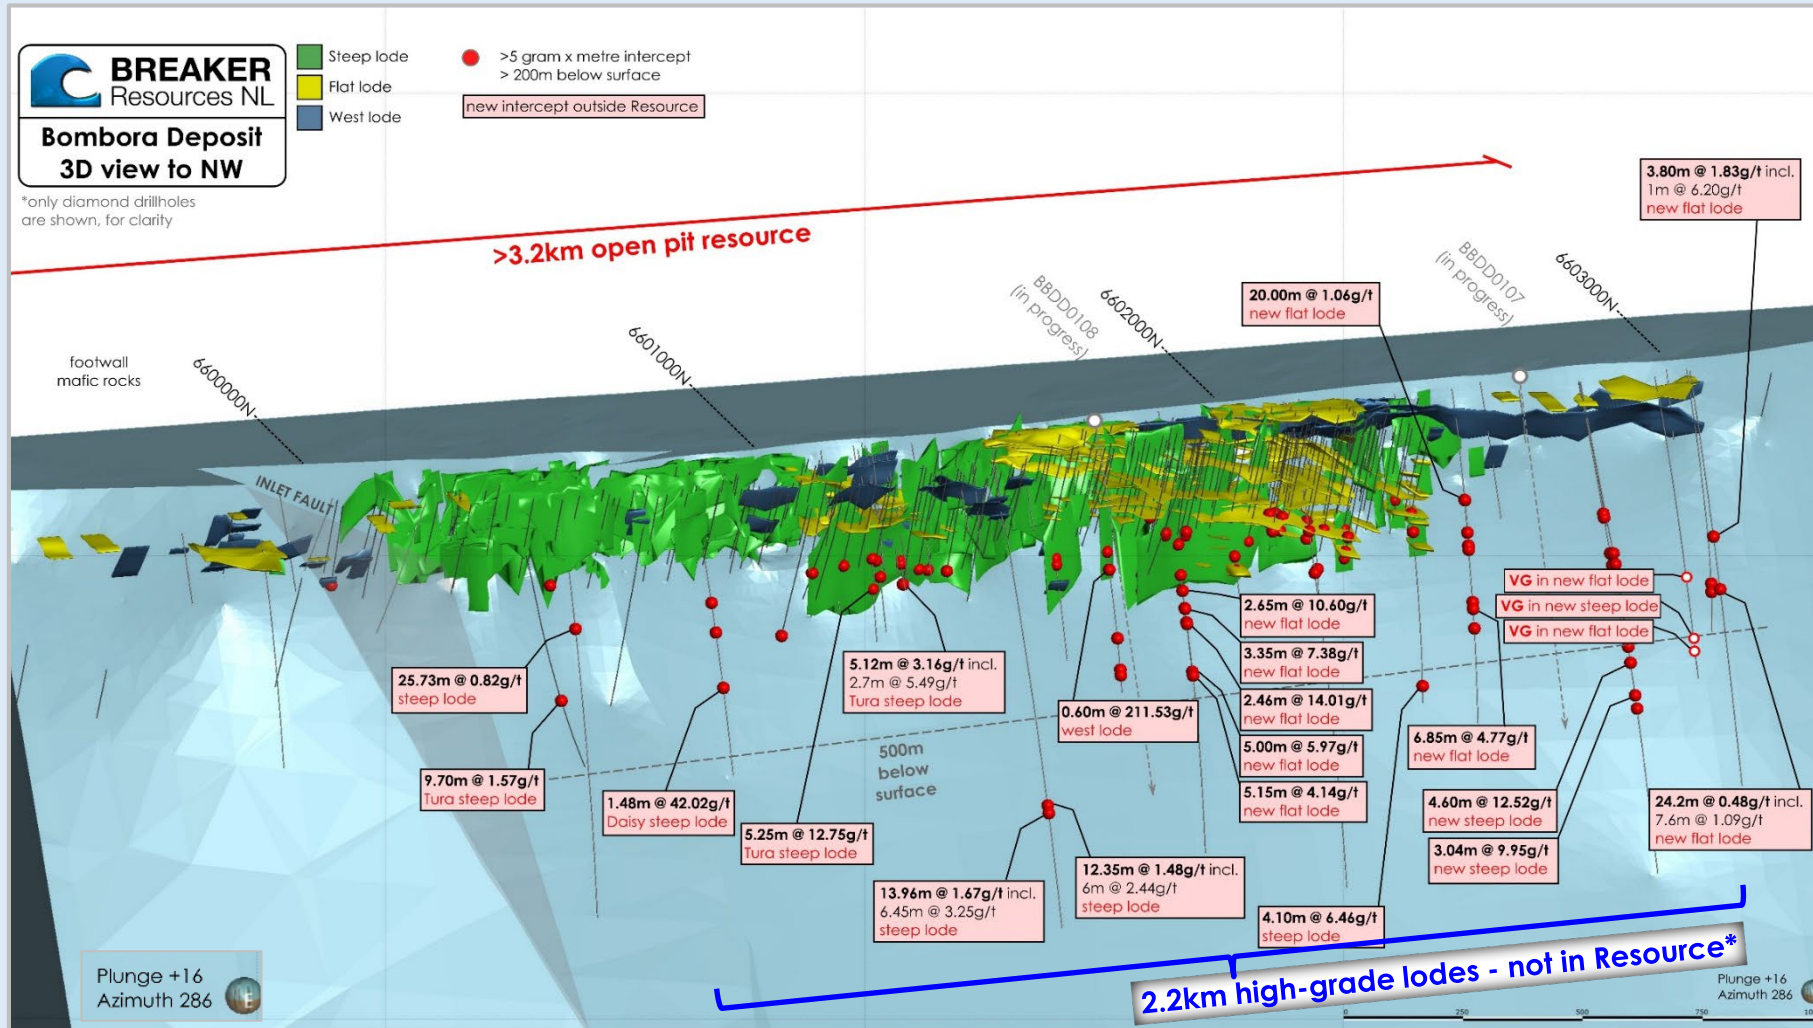 BREAKER
Resources NL
Bombora Deposit
3D view to NW
*only diamond drillholes
are shown, for clarity
Steep lode
Flat lode
West lode
>5 gram x metre intercept
> 200m below surface
new intercept outside Resource
>3.2km open pit resource
3.80m @ 1.83g/t incl.
1m @ 6.20g/t
new flat lode
20.00m @ 1.06g/t
new flat lode
BBDD0107
(in progress)
6603000N
BBDD0108
(in progress)
6602000N
6601000N
6600000N
footwall
mafic rocks
INLET FAULT
VG in new flat lode
VG in new steep lode
VG in new flat lode
2.65m @ 10.60g/t
new flat lode
3.35m @ 7.38g/t
new flat lode
2.46m @ 14.01g/t
new flat lode
5.00m @ 5.97g/t
new flat lode
5.15m @ 4.14g/t
new flat lode
25.73m @ 0.82g/t
steep lode
5.12m @ 3.16g/t incl.
2.7m @ 5.49g/t
Tura steep lode
0.60m @ 211.53g/t
west lode
6.85m @ 4.77g/t
new flat lode
500m
below
surface
9.70m @ 1.57g/t
Tura steep lode
1.48m @ 42.02g/t
Daisy steep lode
5.25m @ 12.75g/t
Tura steep lode
4.60m @ 12.52g/t
new steep lode
24.2m @ 0.48g/t incl.
7.6m @ 1.09g/t
new flat lode
3.04m @ 9.95g/t
new steep lode
13.96m @ 1.67g/t incl.
6.45m @ 3.25g/t
steep lode
12.35m @ 1.48g/t incl.
6m @ 2.44g/t
steep lode
4.10m @ 6.46g/t
steep lode
2.2km high-grade lodes - not in Resource*
Plunge +16
Azimuth 286
E
Plunge +16
Azimuth 286
0 250 500 750